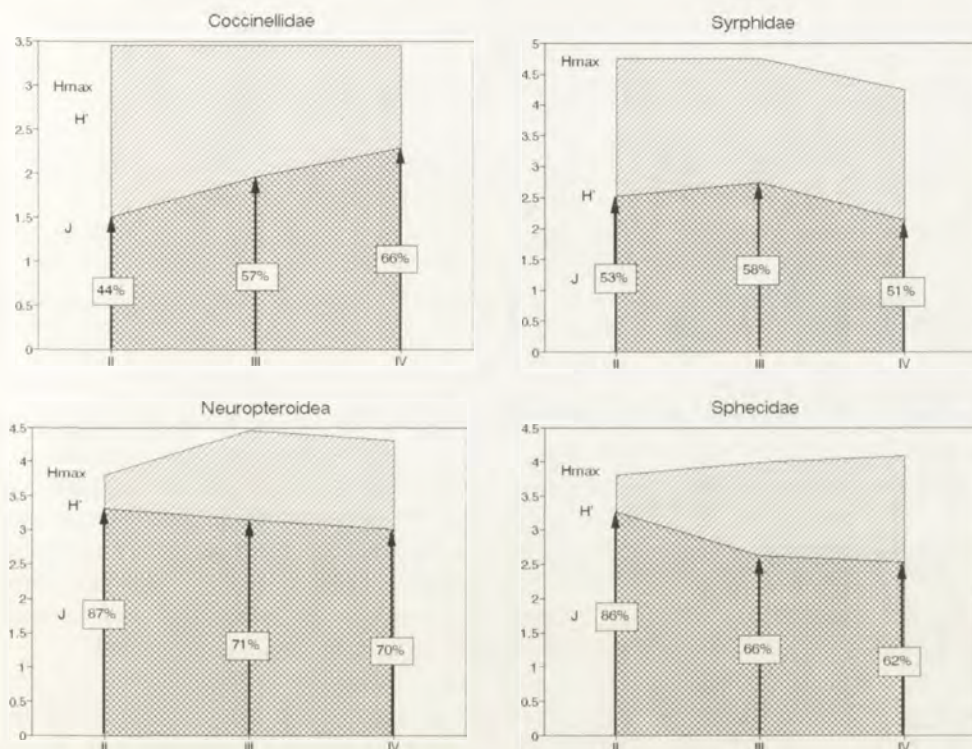 Coccinellidae
3.5
3
2.5
2
1.5
1
0.5
0
Hmax
H'
J
44%
57%
66%
II
III
IV
Syrphidae
5
4.5
4
3.5
3
2.5
2
1.5
1
0.5
0
Hmax
H'
J
53%
58%
51%
II
III
IV
Neuropteroidea
4.5
4
3.5
3
2.5
2
1.5
1
0.5
0
Hmax
H'
J
87%
71%
70%
II
III
IV
Sphecidae
4.5
4
3.5
3
2.5
2
1.5
1
0.5
0
Hmax
H'
J
86%
66%
62%
II
III
IV